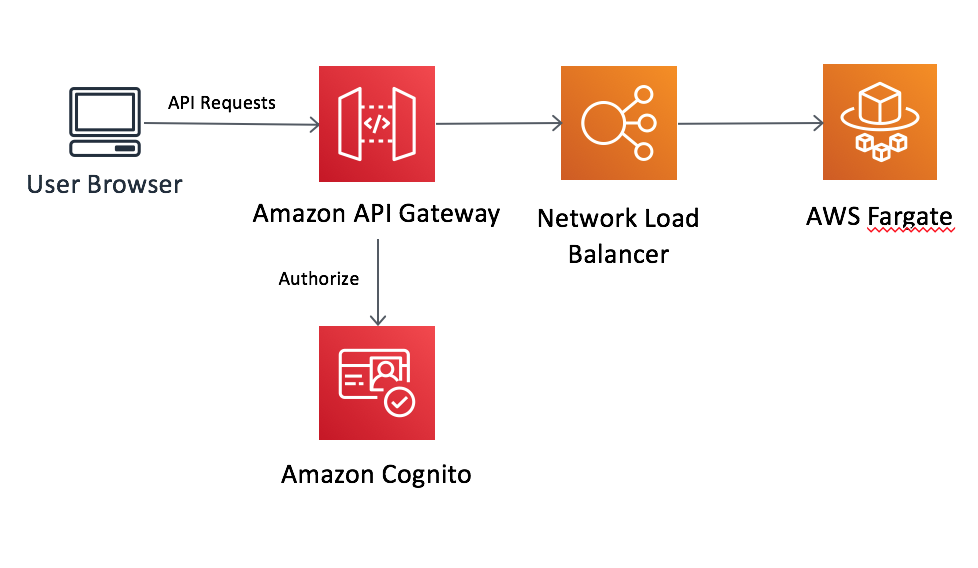 API Requests
</>
User Browser
Amazon API Gateway
Network Load
Balancer
AWS Fargate
Authorize
Amazon Cognito